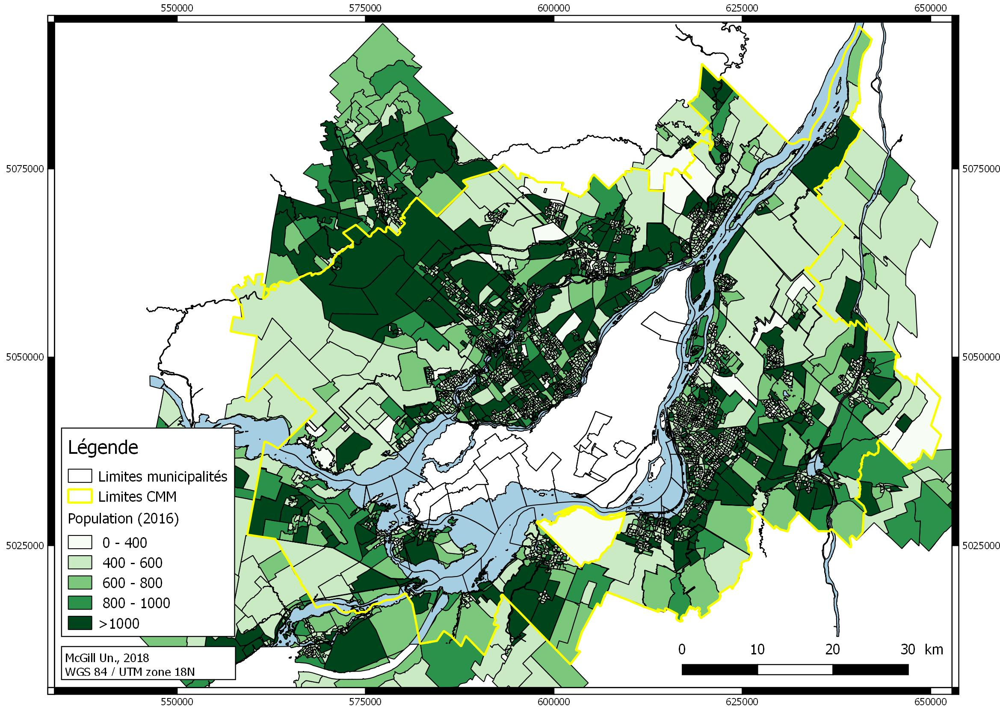 550000 575000 600000 625000 650000
5075000 5075000
5050000 5050000
5025000 5025000
Légende
Limites municipalités
Limites CMM
Population (2016)
0 - 400
400 - 600
600 - 800
800 - 1000
>1000
McGill Un., 2018
WGS 84 / UTM zone 18N
0 10 20 30 km
550000 575000 600000 625000 650000